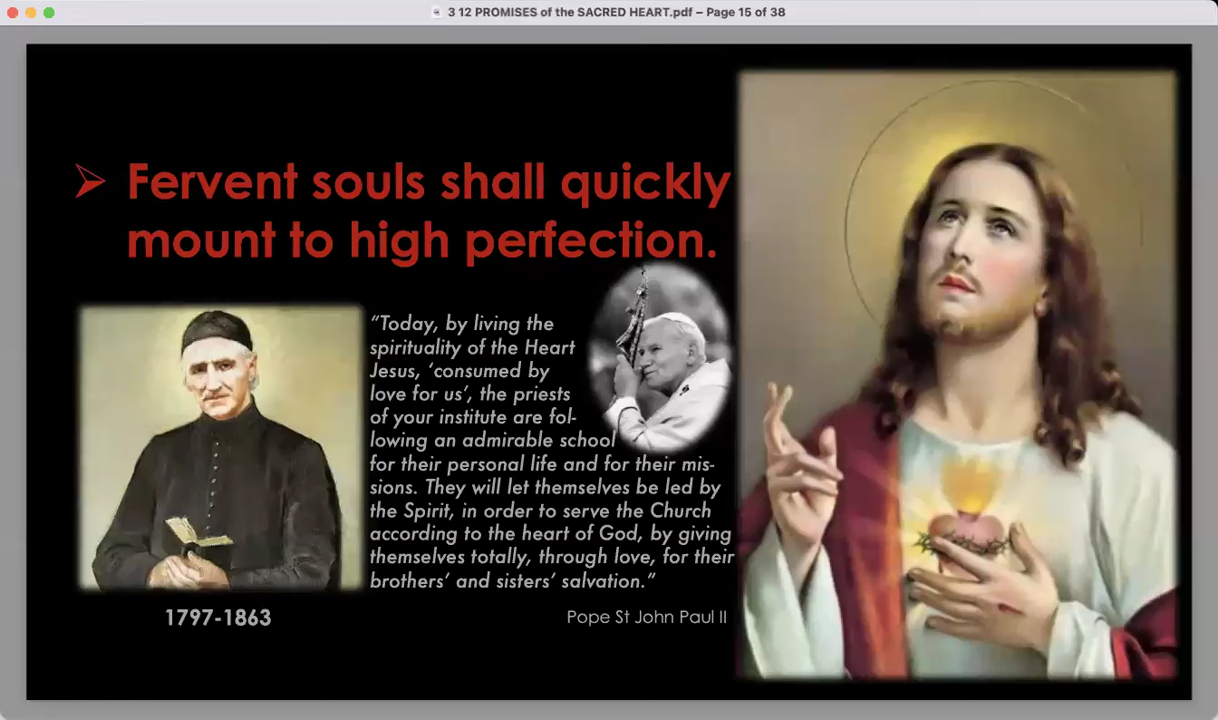 3 12 PROMISES of the SACRED HEART.pdf – Page 15 of 38
➢ Fervent souls shall quickly
mount to high perfection.
“Today, by living the
spirituality of the Heart
Jesus, ‘consumed by
love for us’, the priests
of your institute are fol-
lowing an admirable school
for their personal life and for their mis-
sions. They will let themselves be led by
the Spirit, in order to serve the Church
according to the heart of God, by giving
themselves totally, through love, for their
brothers’ and sisters’ salvation.”
1797-1863
Pope St John Paul II